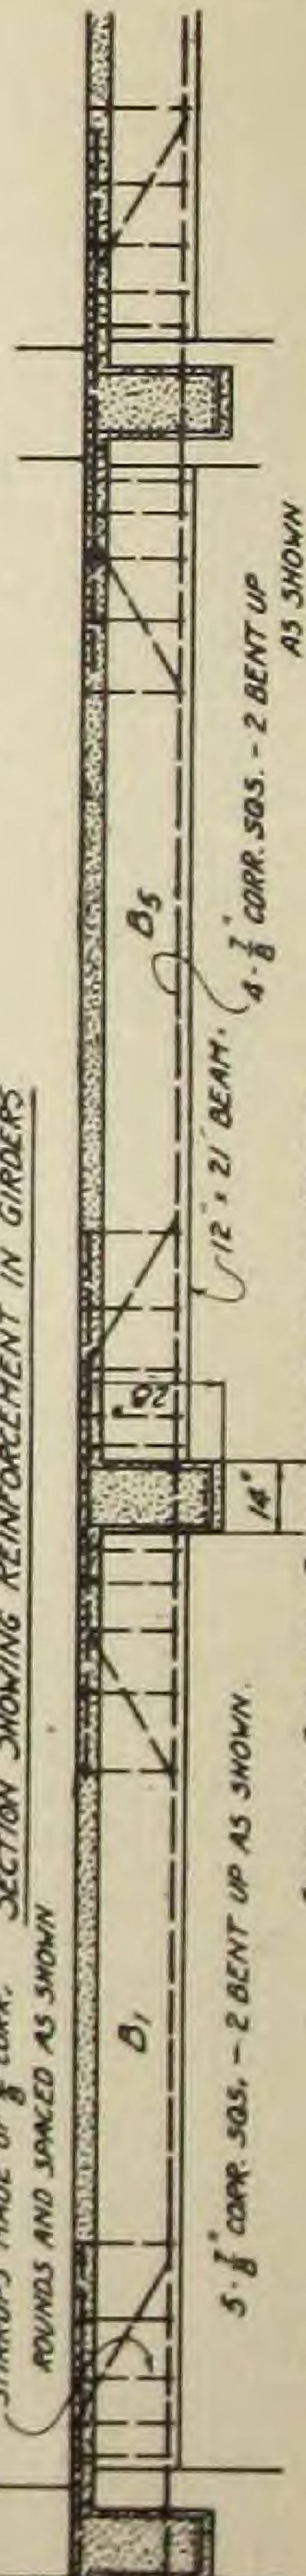 SECTION SHOWING REINFORCEMENT IN GIRDERS
STIRRUPS MADE OF CORR.
ROUNDS AND SPACED AS SHOWN
B1
B5
20"
14"
12" x 21" BEAM.
4-7/8" CORR. SQS. - 2 BENT UP
AS SHOWN
5-7/8" CORR. SQS. - 2 BENT UP AS SHOWN.